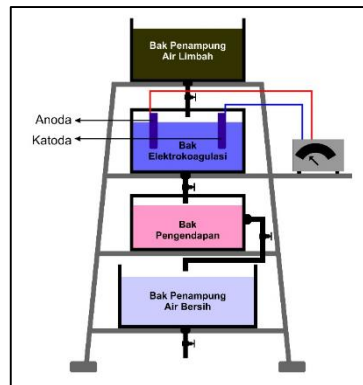 Bak Penampung
Air Limbah
Anoda
Katoda
Bak
Elektrokoagulasi
Bak
Pengendapan
Bak Penampung
Air Bersih